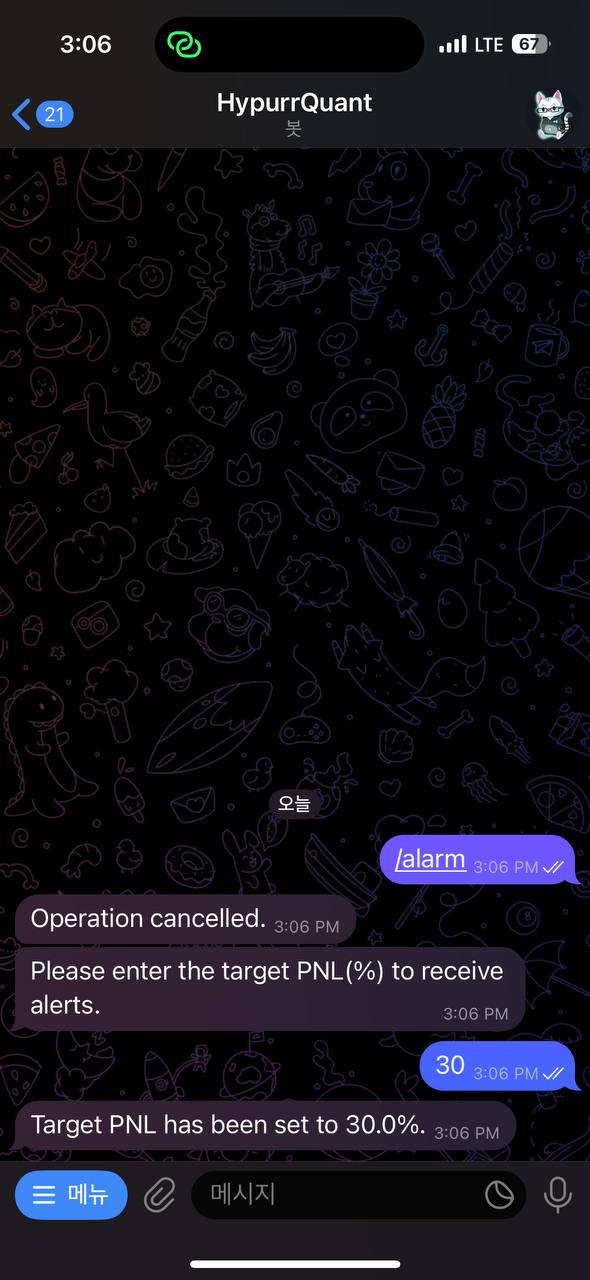 3:06
LTE 67
21
HypurrQuant
봇
오늘
/alarm 3:06 PM
Operation cancelled. 3:06 PM
Please enter the target PNL(%) to receive
alerts. 3:06 PM
30 3:06 PM
Target PNL has been set to 30.0%. 3:06 PM
메뉴
메시지